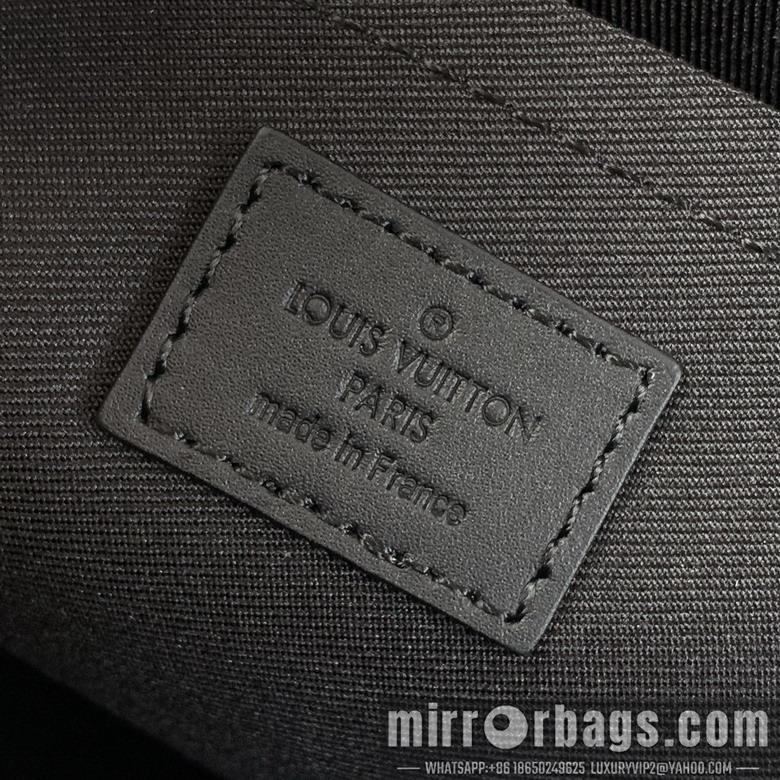 ®
LOUIS VUITTON
PARIS
made in France
mirrorbags.com
WHATSAPP:+86 18650249625 LUXURYVIP2@YAHOO.COM